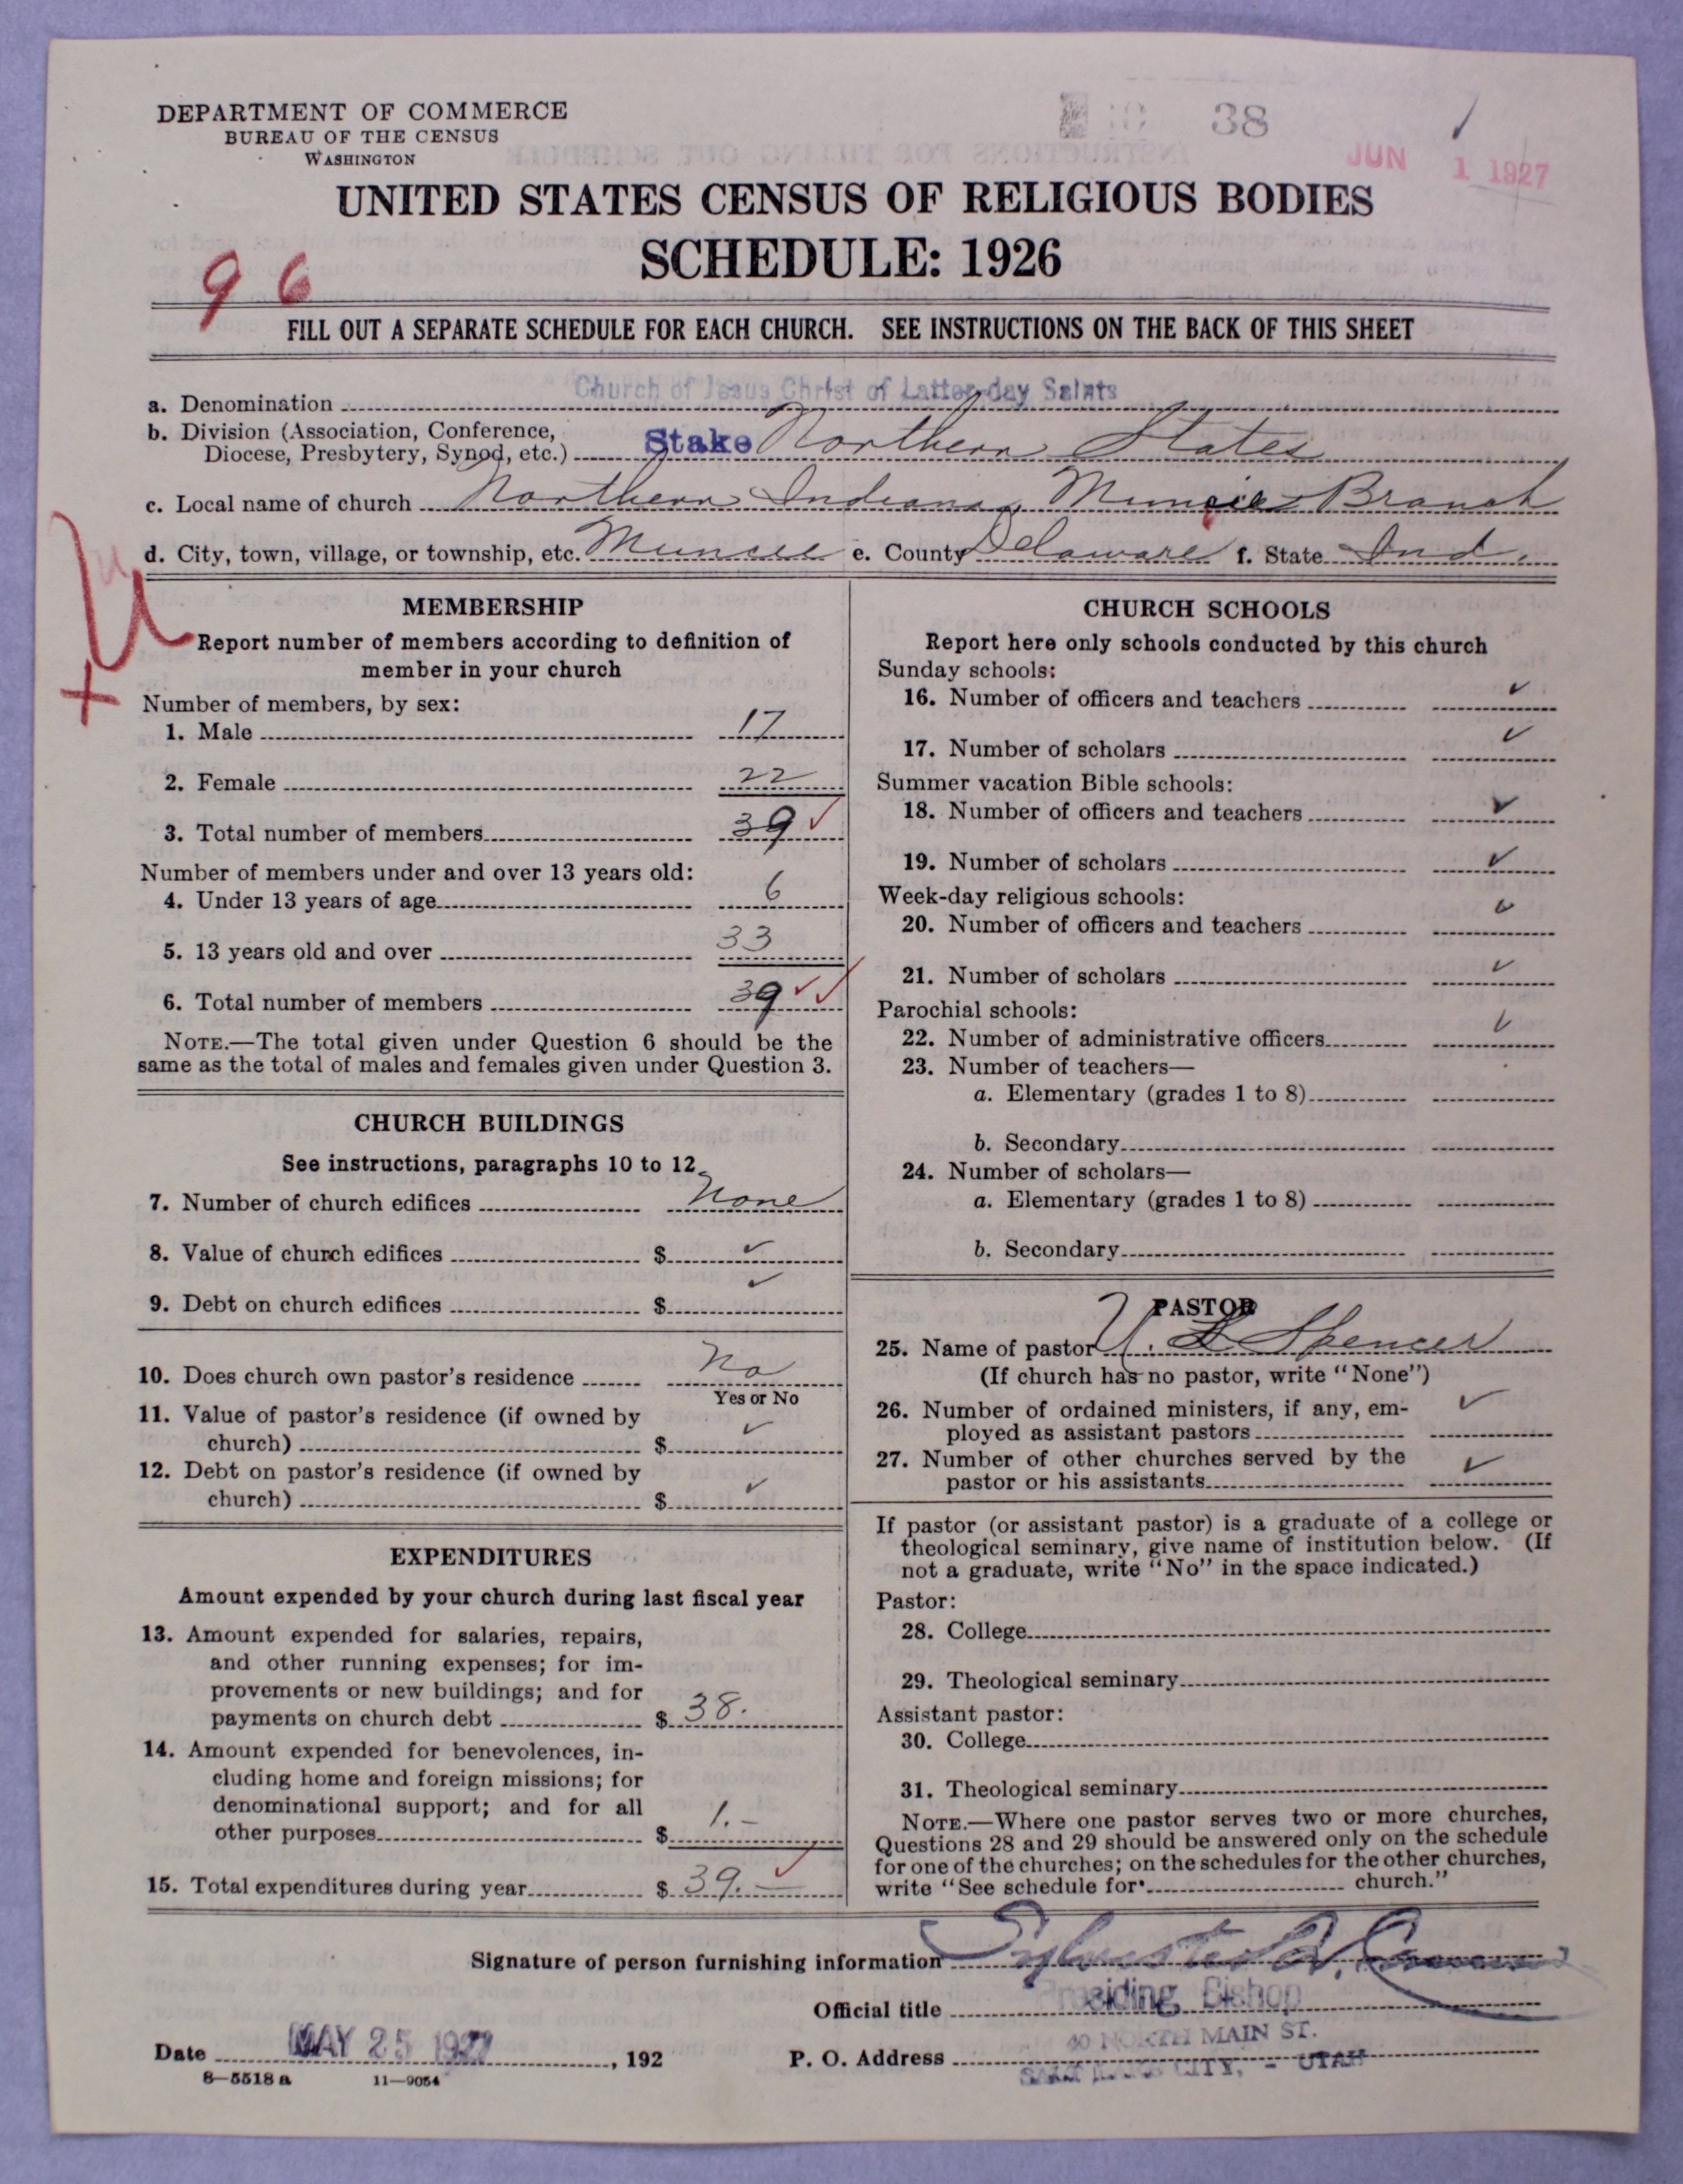 DEPARTMENT OF COMMERCE
BUREAU OF THE CENSUS
WASHINGTON
38
JUN 1 1927
UNITED STATES CENSUS OF RELIGIOUS BODIES
SCHEDULE: 1926
96
FILL OUT A SEPARATE SCHEDULE FOR EACH CHURCH. SEE INSTRUCTIONS ON THE BACK OF THIS SHEET
a. Denomination Church of Jesus Christ of Latter-day Saints
b. Division (Association, Conference,
Diocese, Presbytery, Synod, etc.) Stake Northern States
c. Local name of church Northern Indiana, Muncie Branch
d. City, town, village, or township, etc. Muncie e. County Delaware f. State Ind.
MEMBERSHIP
Report number of members according to definition of
member in your church
Number of members, by sex:
1. Male 17
2. Female 22
3. Total number of members 39 ✓
Number of members under and over 13 years old:
4. Under 13 years of age 6
5. 13 years old and over 33
6. Total number of members 39 ✓✓
NOTE.—The total given under Question 6 should be the
same as the total of males and females given under Question 3.
CHURCH BUILDINGS
See instructions, paragraphs 10 to 12
7. Number of church edifices None
8. Value of church edifices $ ✓
9. Debt on church edifices $ ✓
10. Does church own pastor's residence No
Yes or No
11. Value of pastor's residence (if owned by
church) $ ✓
12. Debt on pastor's residence (if owned by
church) $ ✓
EXPENDITURES
Amount expended by your church during last fiscal year
13. Amount expended for salaries, repairs,
and other running expenses; for im-
provements or new buildings; and for
payments on church debt $ 38.
14. Amount expended for benevolences, in-
cluding home and foreign missions; for
denominational support; and for all
other purposes $ 1.-
15. Total expenditures during year $ 39.- ✓
CHURCH SCHOOLS
Report here only schools conducted by this church
Sunday schools:
16. Number of officers and teachers ✓
17. Number of scholars ✓
Summer vacation Bible schools:
18. Number of officers and teachers ✓
19. Number of scholars ✓
Week-day religious schools:
20. Number of officers and teachers ✓
21. Number of scholars ✓
Parochial schools:
22. Number of administrative officers ✓
23. Number of teachers—
a. Elementary (grades 1 to 8)
b. Secondary
24. Number of scholars—
a. Elementary (grades 1 to 8)
b. Secondary
PASTOR
25. Name of pastor Spencer
(If church has no pastor, write "None")
26. Number of ordained ministers, if any, em-
ployed as assistant pastors ✓
27. Number of other churches served by the
pastor or his assistants ✓
If pastor (or assistant pastor) is a graduate of a college or
theological seminary, give name of institution below. (If
not a graduate, write "No" in the space indicated.)
Pastor:
28. College
29. Theological seminary
Assistant pastor:
30. College
31. Theological seminary
NOTE.—Where one pastor serves two or more churches,
Questions 28 and 29 should be answered only on the schedule
for one of the churches; on the schedules for the other churches,
write "See schedule for church."
Signature of person furnishing information Sylvester Q. Cannon
Official title Presiding Bishop
Date MAY 25 1927, 192
P. O. Address 40 NORTH MAIN ST.
SALT LAKE CITY, - UTAH
8—5518 a 11—9054